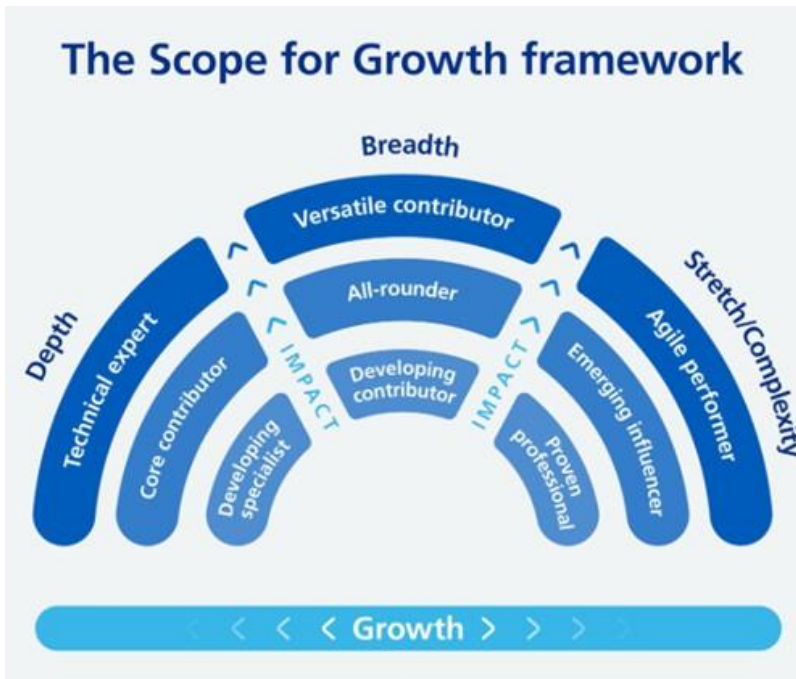 The Scope for Growth framework
Breadth
Depth
Stretch/Complexity
Versatile contributor
All-rounder
Developing
contributor
Technical expert
Core contributor
Developing
specialist
IMPACT
IMPACT
Agile performer
Emerging influencer
Proven
professional
Growth